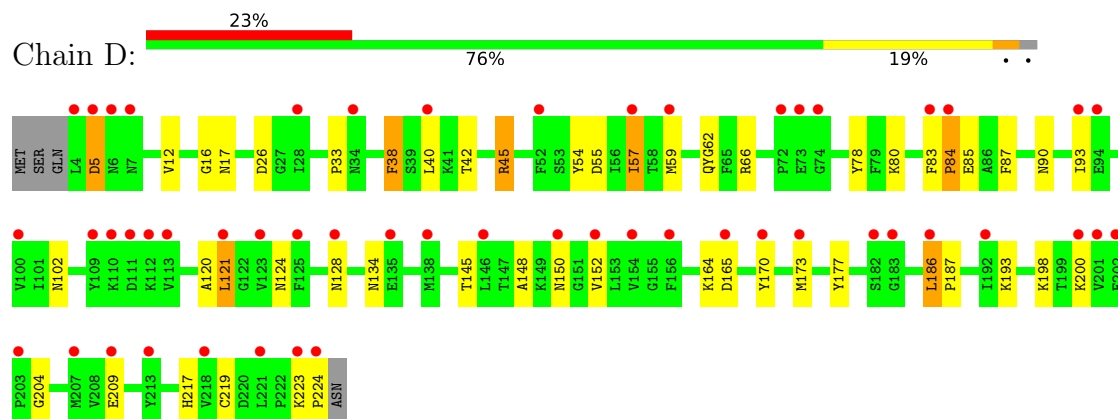 23%
Chain D:
76% 19% • •
MET SER GLN L4 D5 N6 N7 V12 G16 N17 D26 G27 I28 P33 N34 F38 S39 L40 K41 T42 R45 F52 S53 Y54 D55 I56 I57 T58 M59 QYG62 F65 R66 P72 E73 G74 Y78 F79 K80 F83 P84 E85 A86 F87 N90 I93 E94
V100 I101 N102 Y109 K110 D111 K112 V113 A120 L121 G122 V123 N124 F125 N128 N134 E135 M138 T145 L146 T147 A148 K149 N150 G151 V152 L153 V154 G155 F156 K164 D165 Y170 M173 Y177 S182 G183 L186 P187 I192 K193 K198 T199 K200 V201 E202
P203 G204 M207 V208 E209 Y213 H217 V218 C219 D220 L221 P222 K223 P224 ASN